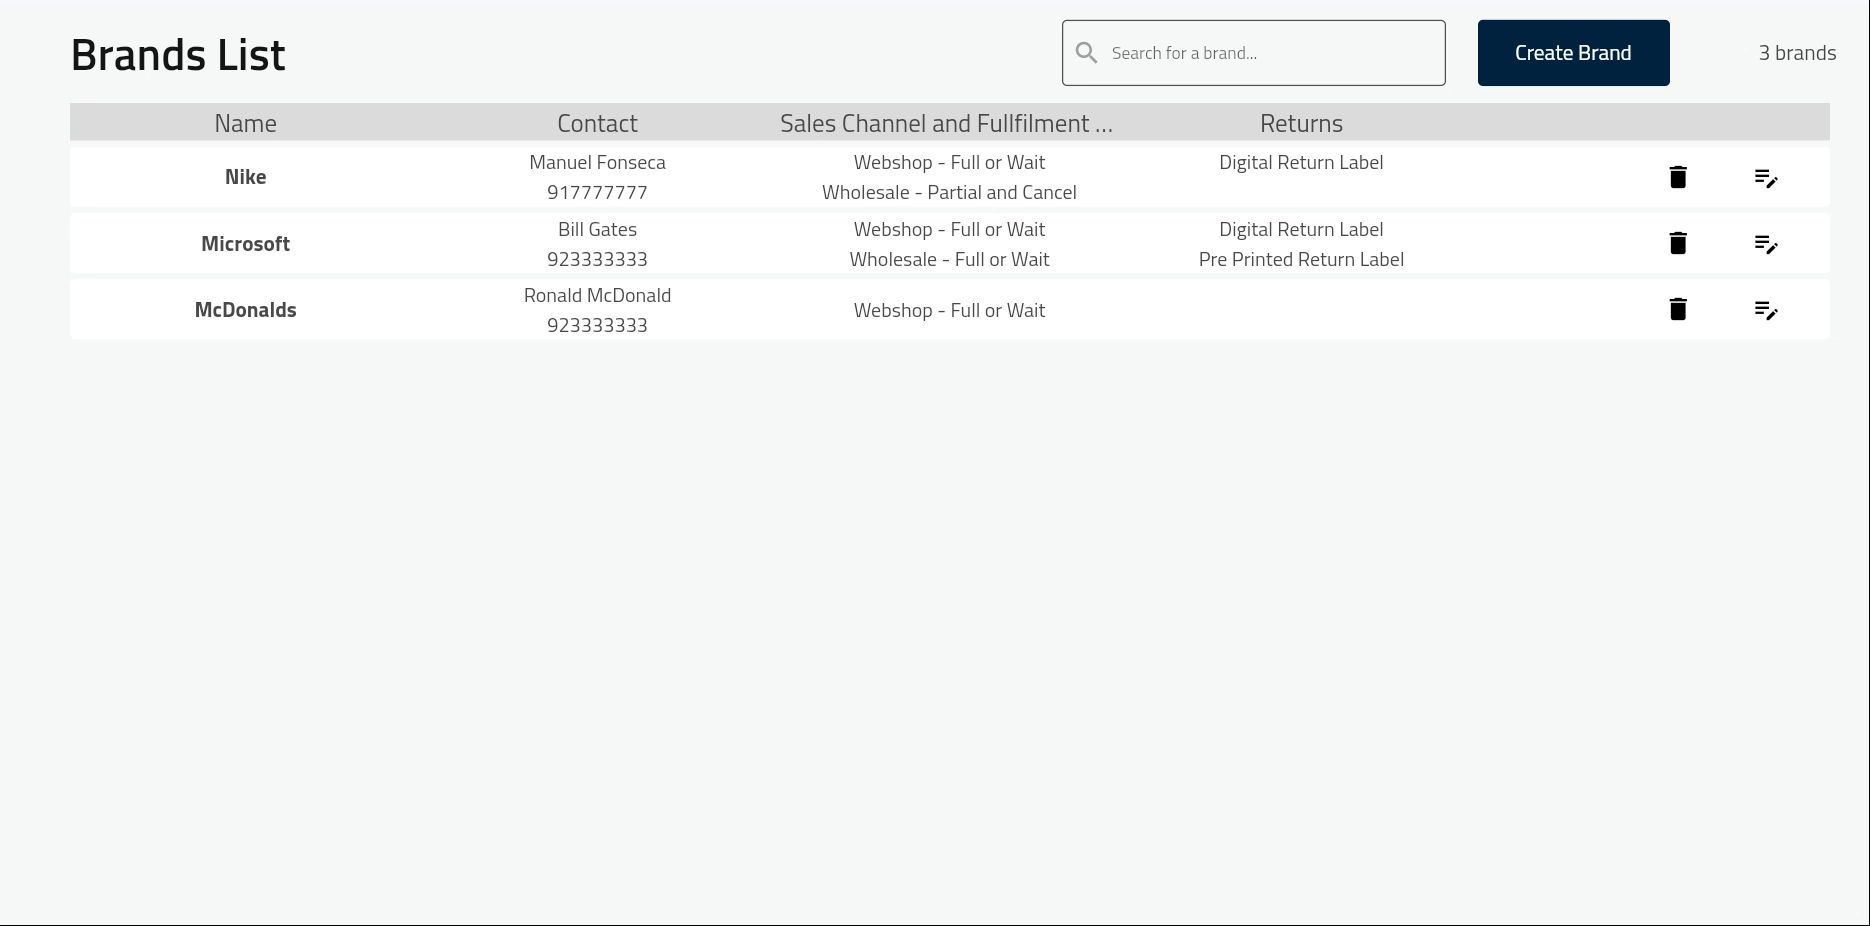 Brands List
Search for a brand...
Create Brand
3 brands
Name
Contact
Sales Channel and Fullfilment ...
Returns
Nike
Manuel Fonseca
917777777
Webshop - Full or Wait
Wholesale - Partial and Cancel
Digital Return Label
Microsoft
Bill Gates
923333333
Webshop - Full or Wait
Wholesale - Full or Wait
Digital Return Label
Pre Printed Return Label
McDonalds
Ronald McDonald
923333333
Webshop - Full or Wait